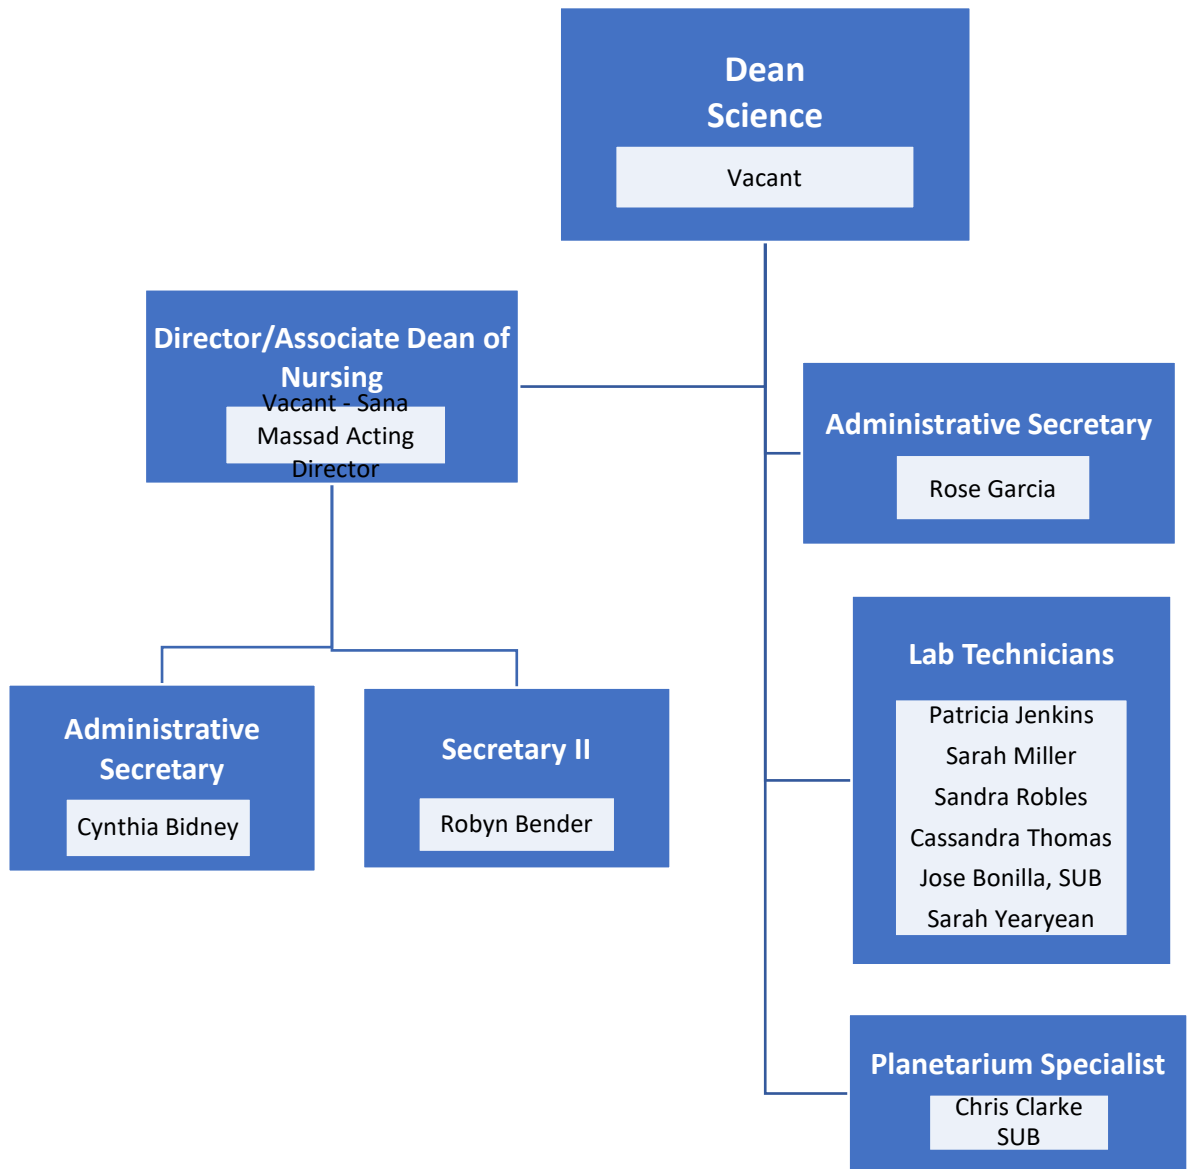 Dean
Science
Vacant
Director/Associate Dean of
Nursing
Vacant - Sana
Massad Acting
Director
Administrative Secretary
Rose Garcia
Lab Technicians
Patricia Jenkins
Sarah Miller
Sandra Robles
Cassandra Thomas
Jose Bonilla, SUB
Sarah Yearyean
Administrative
Secretary
Cynthia Bidney
Secretary II
Robyn Bender
Planetarium Specialist
Chris Clarke
SUB